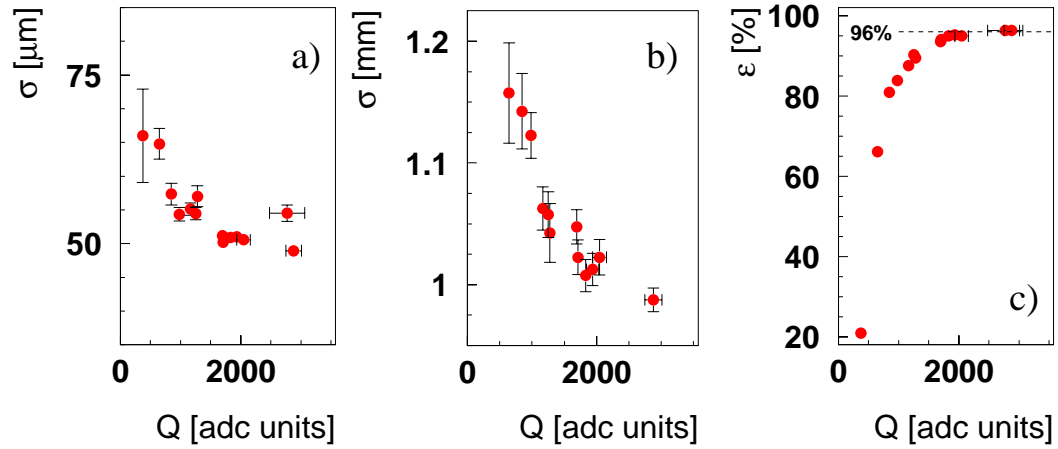 σ [μm]
a)
75
50
0
2000
Q [adc units]
σ [mm]
b)
1.2
1.1
1
0
2000
Q [adc units]
ε [%]
100
96%
80
60
40
20
c)
0
2000
Q [adc units]